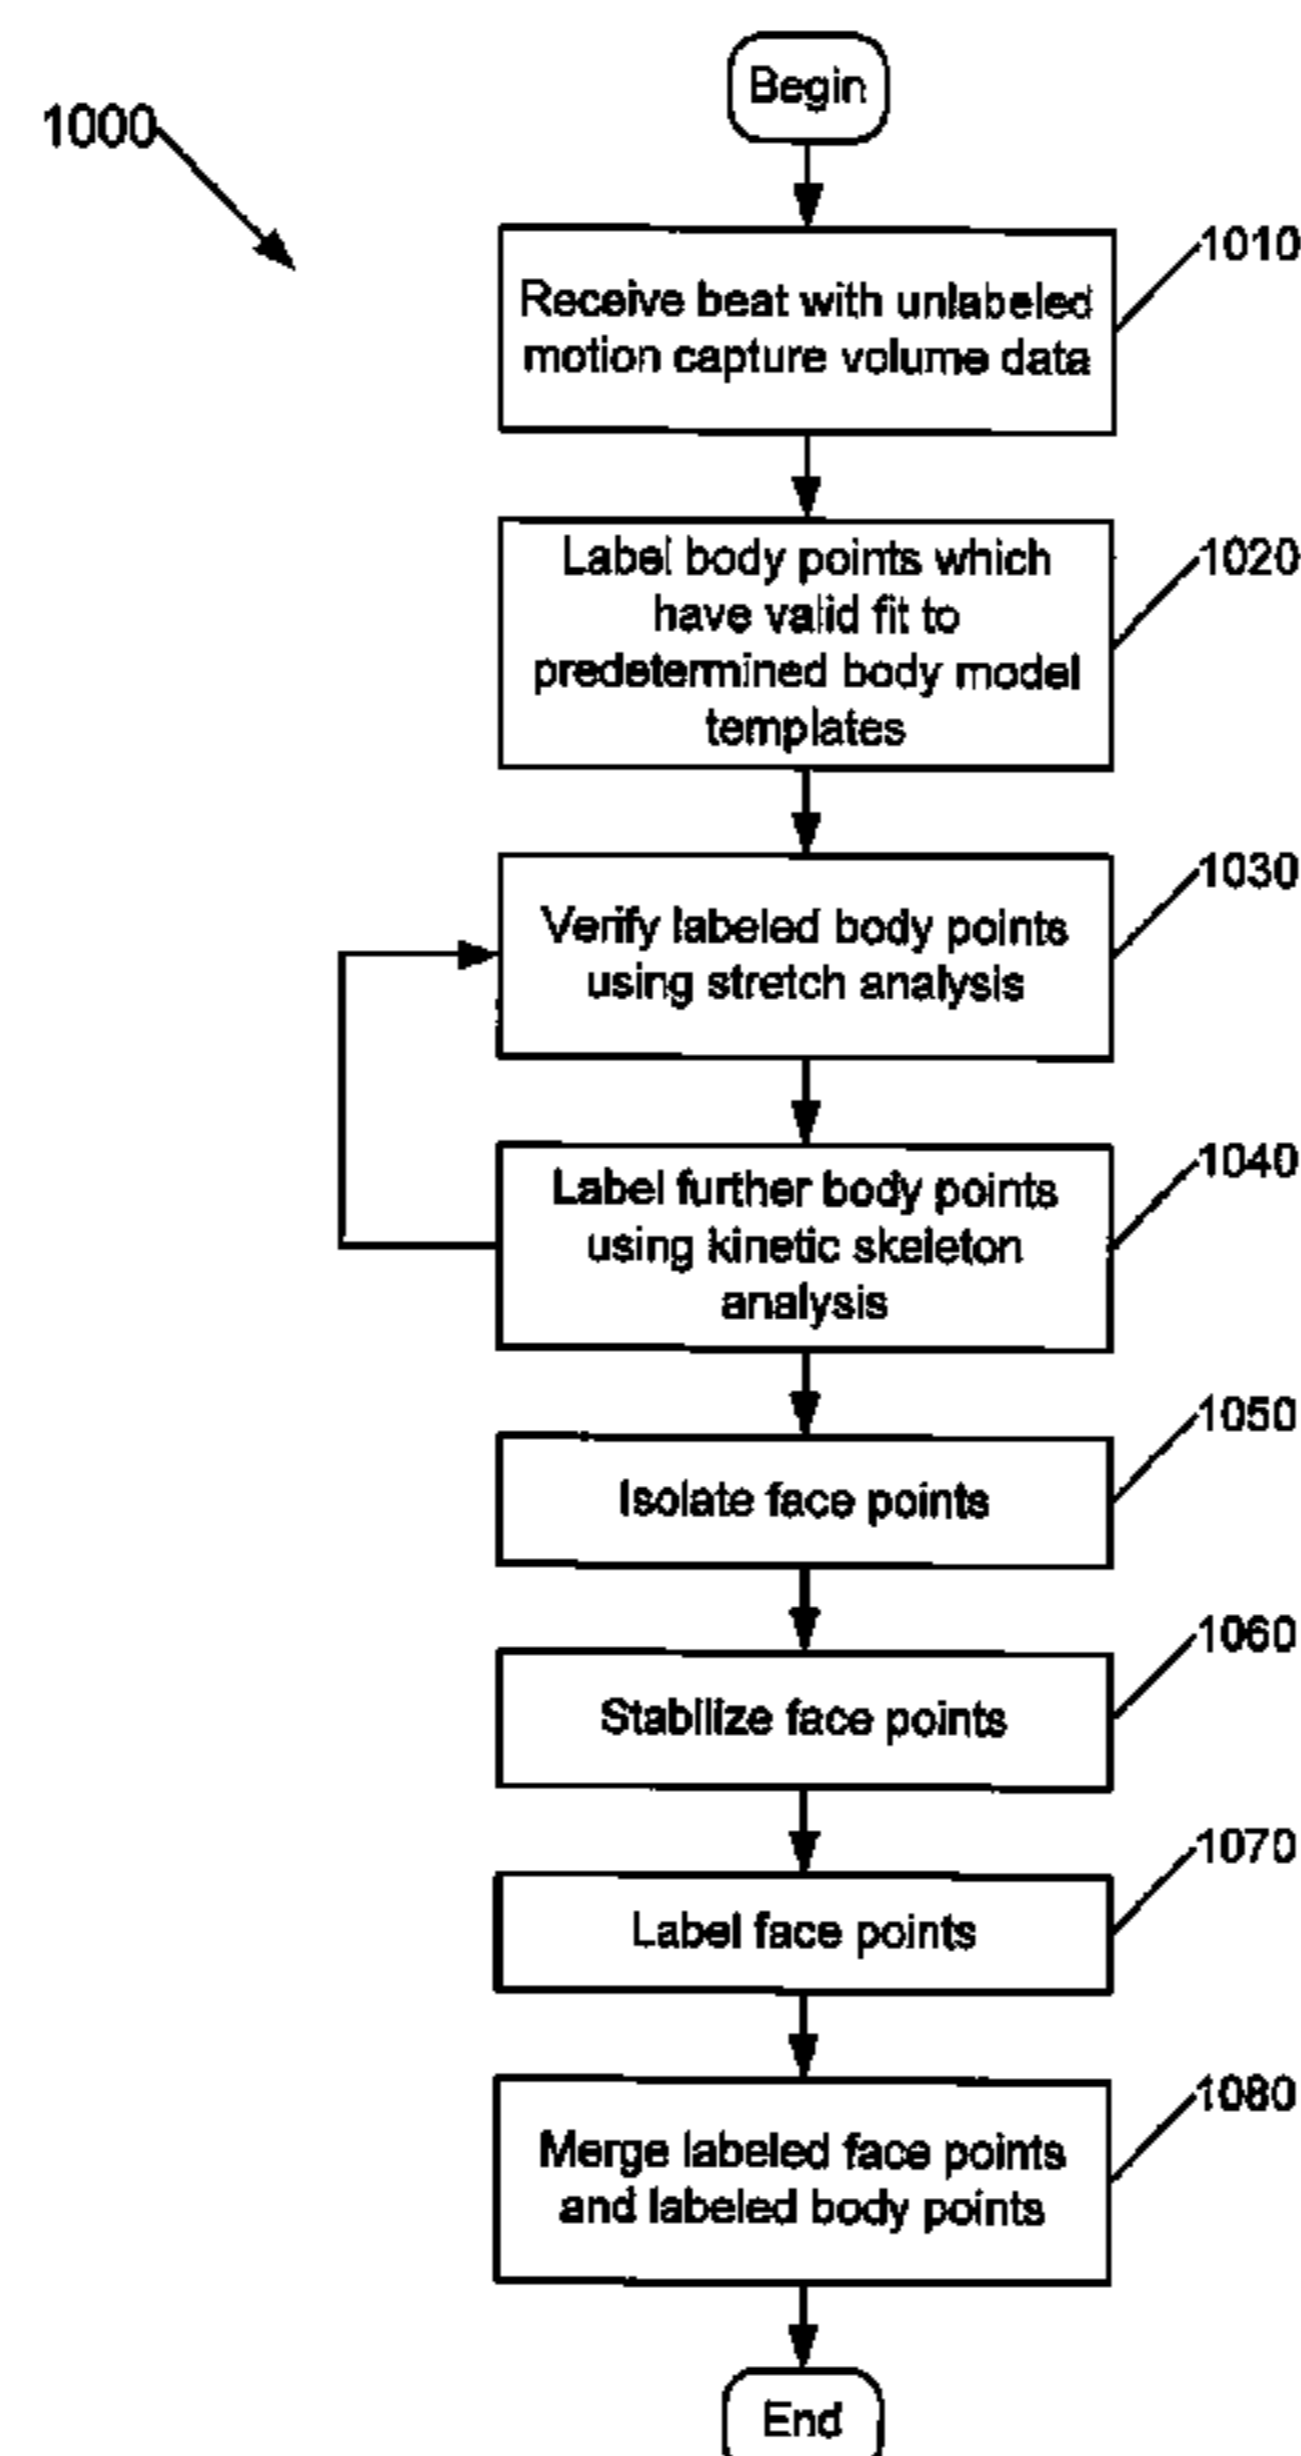 Begin
1000
1010
Receive beat with unlabeled
motion capture volume data
1020
Label body points which
have valid fit to
predetermined body model
templates
1030
Verify labeled body points
using stretch analysis
1040
Label further body points
using kinetic skeleton
analysis
1050
Isolate face points
1060
Stabilize face points
1070
Label face points
1080
Merge labeled face points
and labeled body points
End